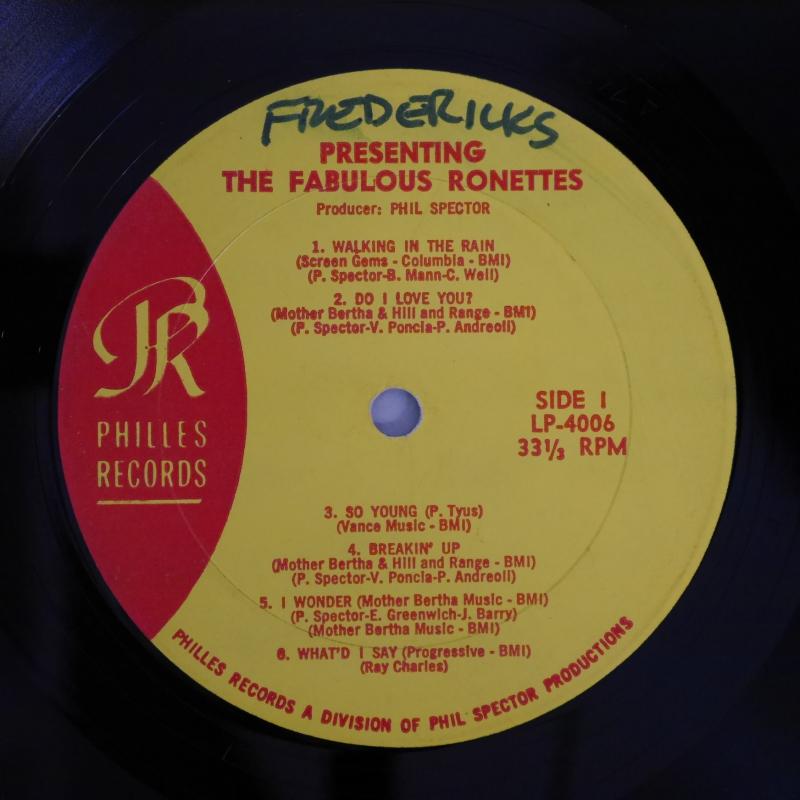 FREDERICKS
PRESENTING
THE FABULOUS RONETTES
Producer: PHIL SPECTOR
1. WALKING IN THE RAIN
(Screen Gems - Columbia - BMI)
(P. Spector-B. Mann-C. Weil)
2. DO I LOVE YOU?
(Mother Bertha & Hill and Range - BMI)
(P. Spector-V. Poncia-P. Andreoli)
PR
PHILLES
RECORDS
SIDE 1
LP-4006
33⅓ RPM
3. SO YOUNG (P. Tyus)
(Vance Music - BMI)
4. BREAKIN' UP
(Mother Bertha & Hill and Range - BMI)
(P. Spector-V. Poncia-P. Andreoli)
5. I WONDER (Mother Bertha Music - BMI)
(P. Spector-E. Greenwich-J. Barry)
(Mother Bertha Music - BMI)
6. WHAT'D I SAY (Progressive - BMI)
(Ray Charles)
PHILLES RECORDS A DIVISION OF PHIL SPECTOR PRODUCTIONS